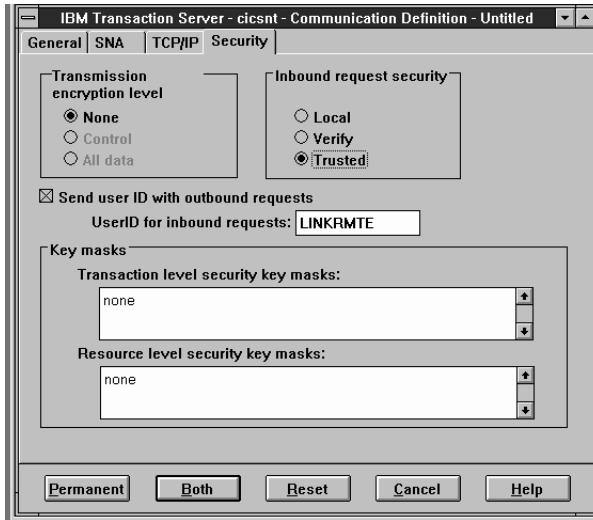 IBM Transaction Server - cicsnt - Communication Definition - Untitled
General SNA TCP/IP Security
Transmission encryption level
None
Control
All data
Inbound request security
Local
Verify
Trusted
Send user ID with outbound requests
UserID for inbound requests: LINKRMTE
Key masks
Transaction level security key masks:
none
Resource level security key masks:
none
Permanent Both Reset Cancel Help